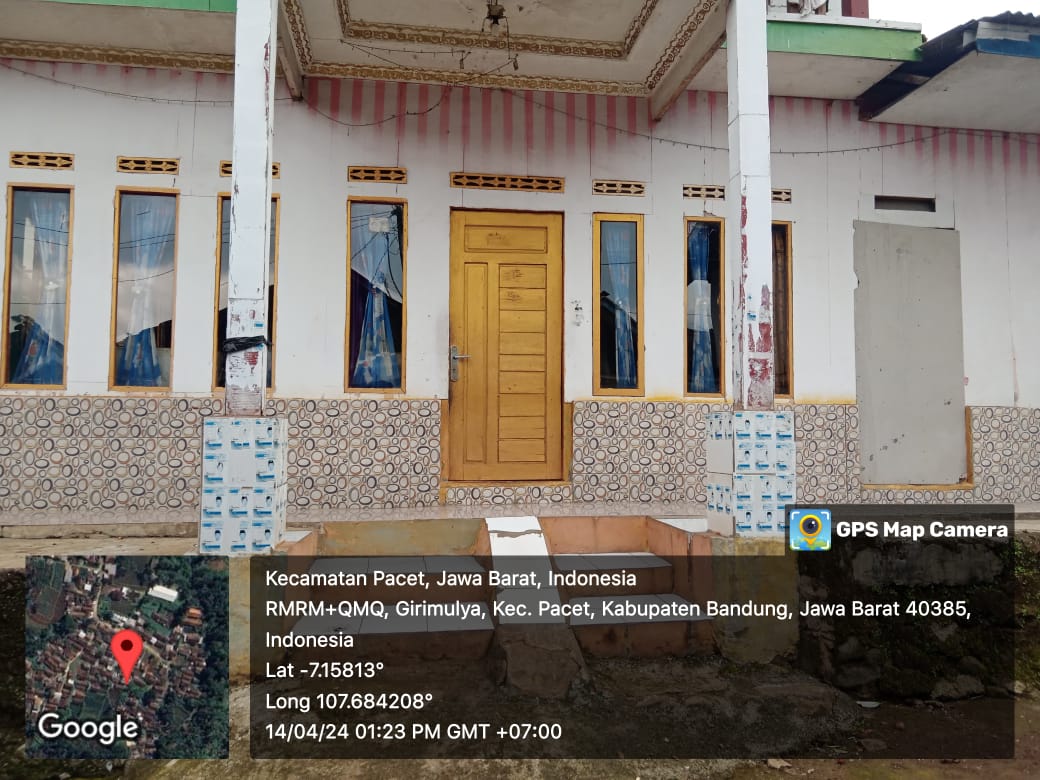 GPS Map Camera
Kecamatan Pacet, Jawa Barat, Indonesia
RMRM+QMQ, Girimulya, Kec. Pacet, Kabupaten Bandung, Jawa Barat 40385,
Indonesia
Lat -7.15813°
Long 107.684208°
14/04/24 01:23 PM GMT +07:00
Google